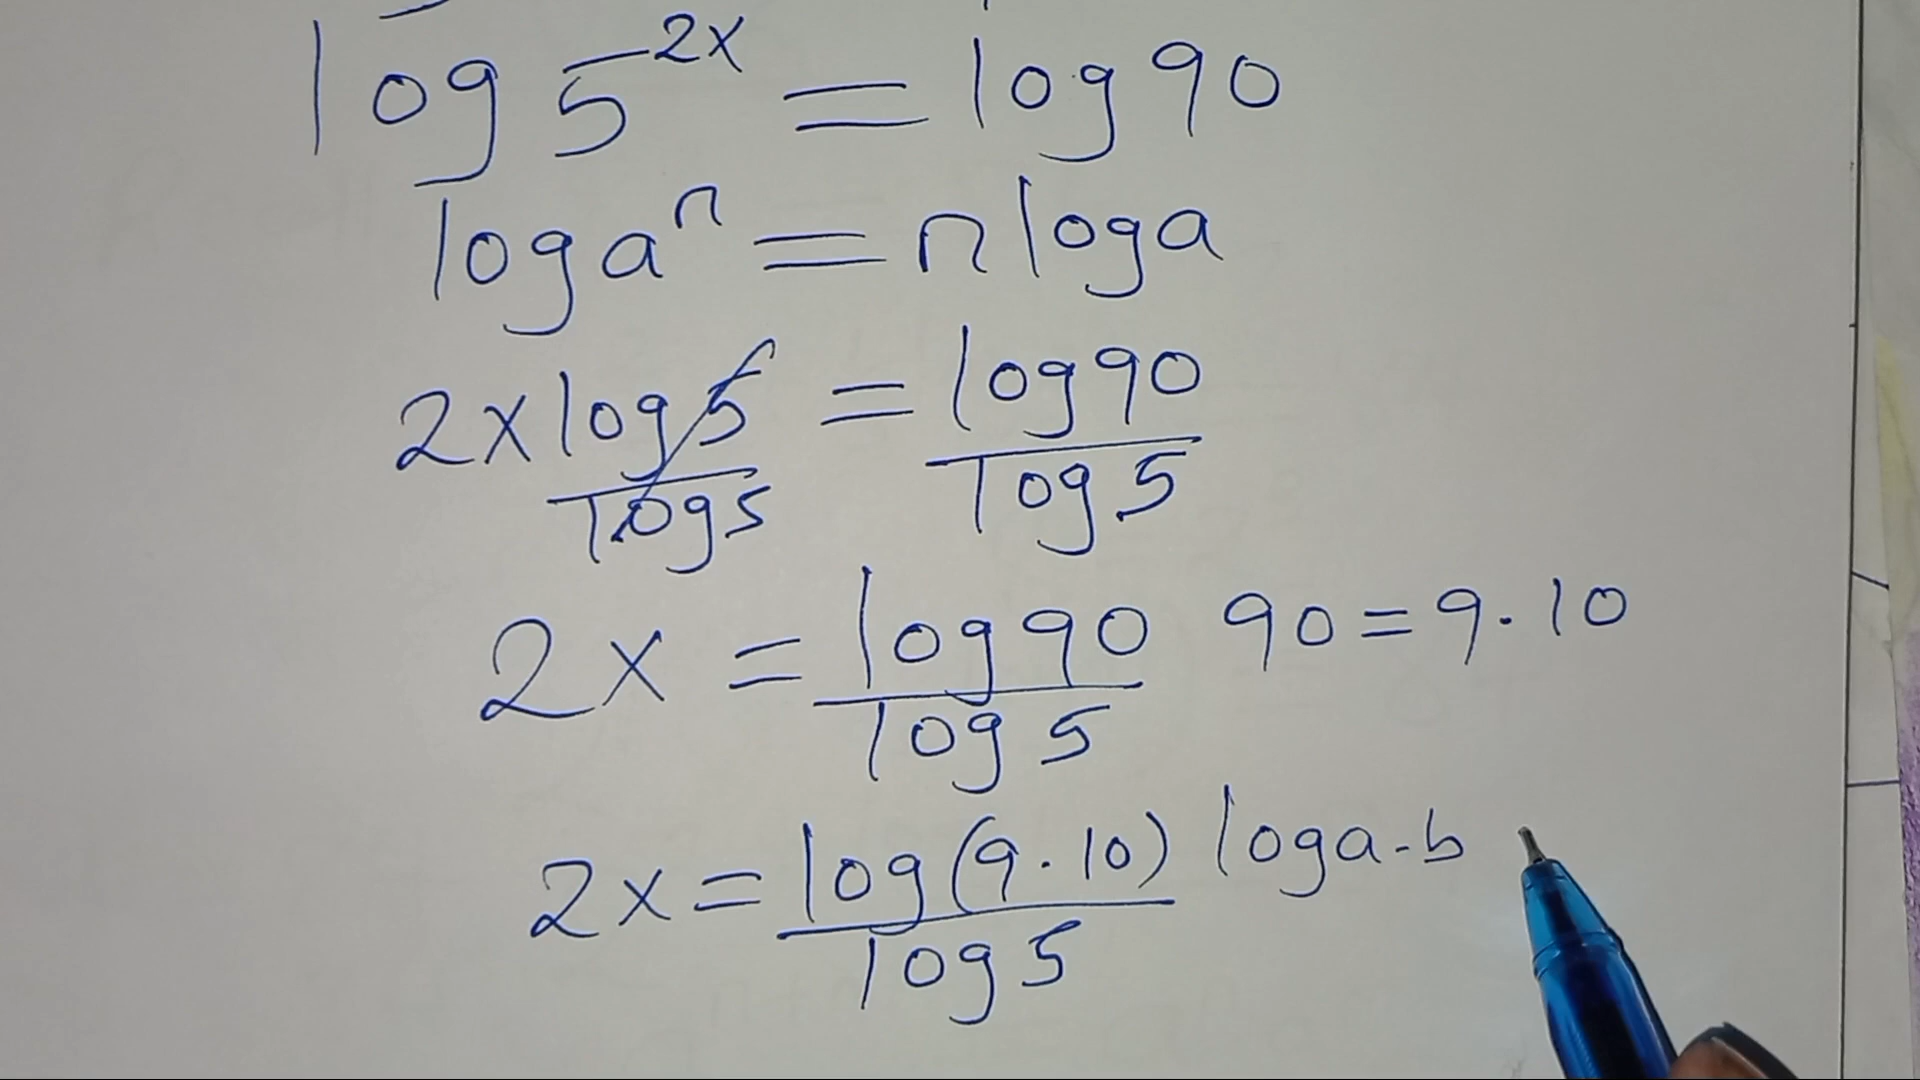 log 5^2x = log 90
log a^n = n log a
2x log 5 / log 5 = log 90 / log 5
2x = log 90 / log 5 90 = 9 · 10
2x = log (9 · 10) / log 5 log a · b